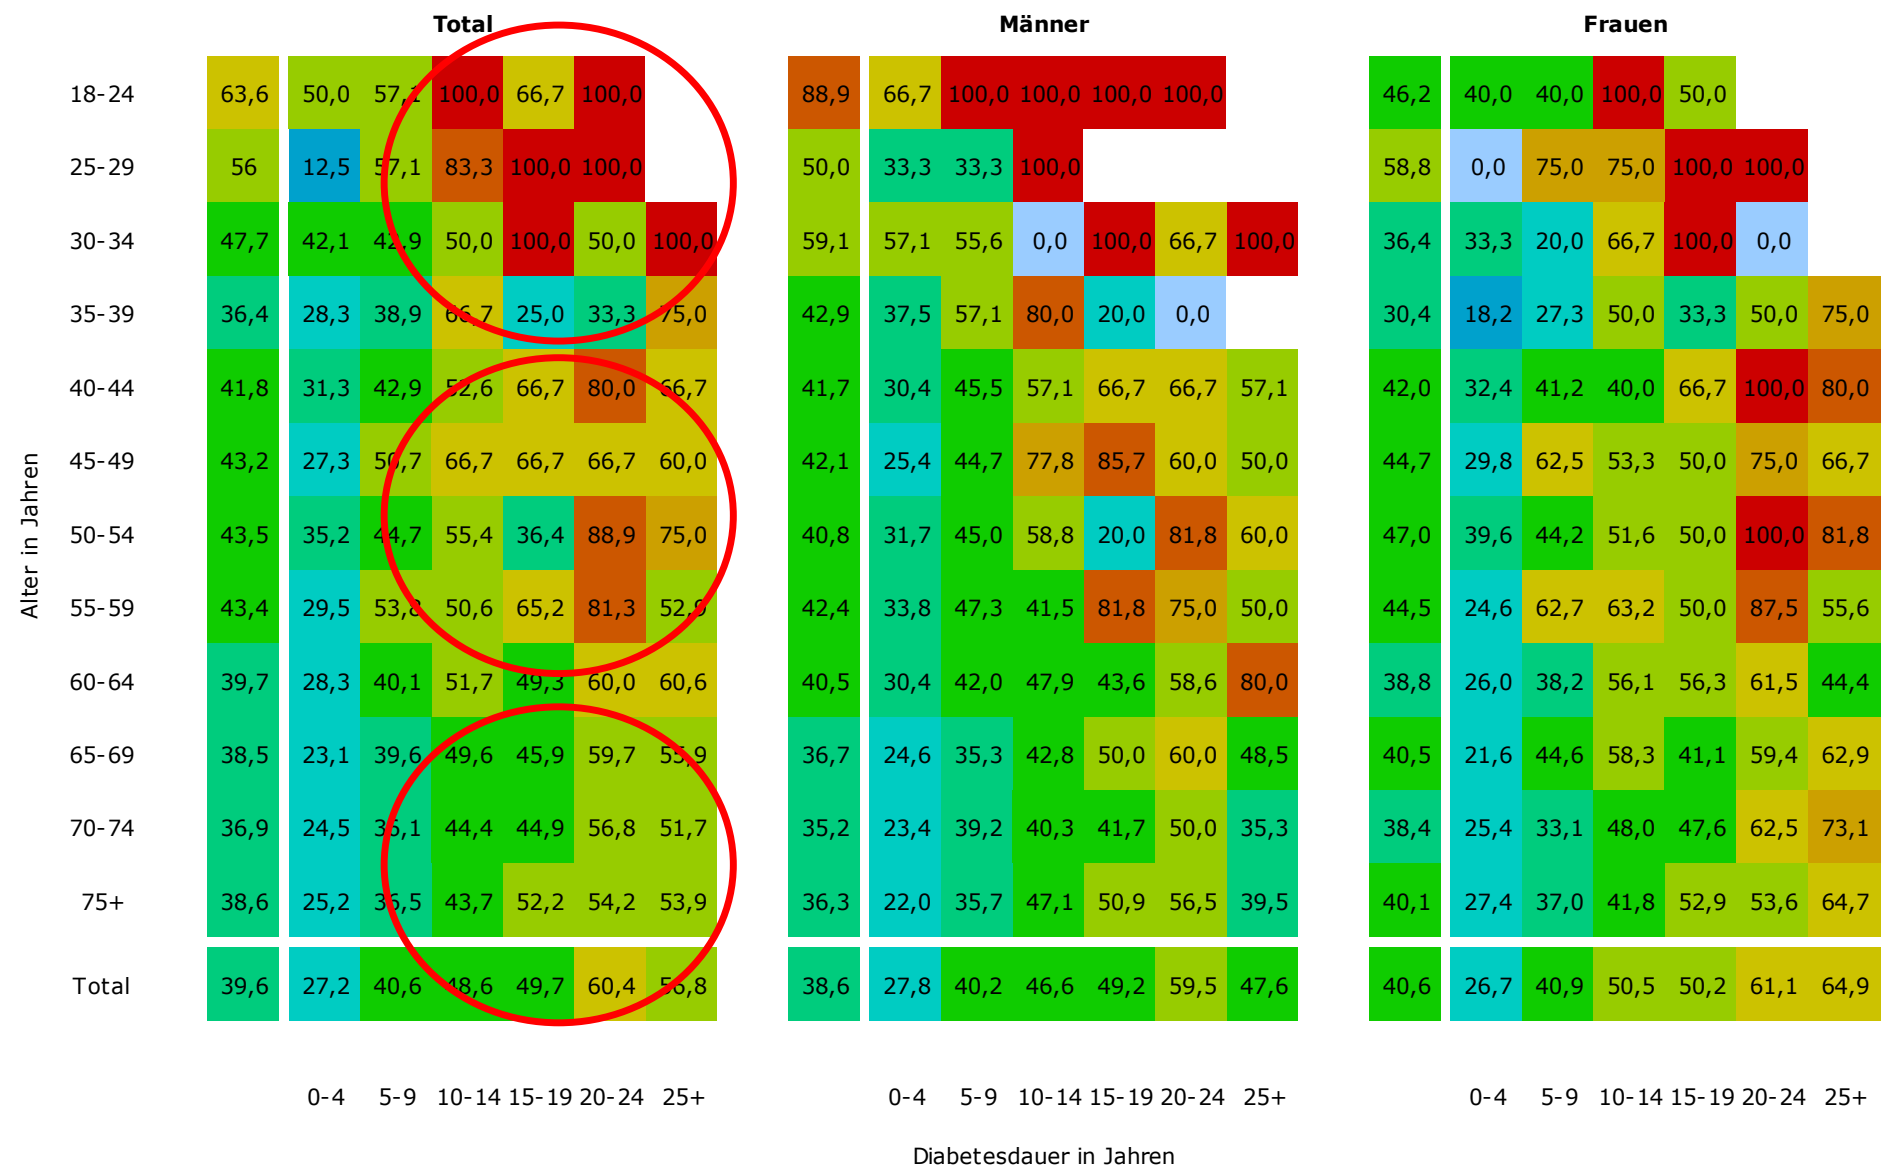 Total Männer Frauen
18-24 63,6 50,0 57,1 100,0 66,7 100,0 88,9 66,7 100,0 100,0 100,0 100,0 46,2 40,0 40,0 100,0 50,0
25-29 56 12,5 57,1 83,3 100,0 100,0 50,0 33,3 33,3 100,0 58,8 0,0 75,0 75,0 100,0 100,0
30-34 47,7 42,1 42,9 50,0 100,0 50,0 100,0 59,1 57,1 55,6 0,0 100,0 66,7 100,0 36,4 33,3 20,0 66,7 100,0 0,0
35-39 36,4 28,3 38,9 66,7 25,0 33,3 75,0 42,9 37,5 57,1 80,0 20,0 0,0 30,4 18,2 27,3 50,0 33,3 50,0 75,0
40-44 41,8 31,3 42,9 52,6 66,7 80,0 66,7 41,7 30,4 45,5 57,1 66,7 66,7 57,1 42,0 32,4 41,2 40,0 66,7 100,0 80,0
45-49 43,2 27,3 50,7 66,7 66,7 66,7 60,0 42,1 25,4 44,7 77,8 85,7 60,0 50,0 44,7 29,8 62,5 53,3 50,0 75,0 66,7
50-54 43,5 35,2 44,7 55,4 36,4 88,9 75,0 40,8 31,7 45,0 58,8 20,0 81,8 60,0 47,0 39,6 44,2 51,6 50,0 100,0 81,8
55-59 43,4 29,5 53,8 50,6 65,2 81,3 52,9 42,4 33,8 47,3 41,5 81,8 75,0 50,0 44,5 24,6 62,7 63,2 50,0 87,5 55,6
60-64 39,7 28,3 40,1 51,7 49,3 60,0 60,6 40,5 30,4 42,0 47,9 43,6 58,6 80,0 38,8 26,0 38,2 56,1 56,3 61,5 44,4
65-69 38,5 23,1 39,6 49,6 45,9 59,7 55,9 36,7 24,6 35,3 42,8 50,0 60,0 48,5 40,5 21,6 44,6 58,3 41,1 59,4 62,9
70-74 36,9 24,5 36,1 44,4 44,9 56,8 51,7 35,2 23,4 39,2 40,3 41,7 50,0 35,3 38,4 25,4 33,1 48,0 47,6 62,5 73,1
75+ 38,6 25,2 36,5 43,7 52,2 54,2 53,9 36,3 22,0 35,7 47,1 50,9 56,5 39,5 40,1 27,4 37,0 41,8 52,9 53,6 64,7
Total 39,6 27,2 40,6 48,6 49,7 60,4 56,8 38,6 27,8 40,2 46,6 49,2 59,5 47,6 40,6 26,7 40,9 50,5 50,2 61,1 64,9
Alter in Jahren
0-4 5-9 10-14 15-19 20-24 25+ 0-4 5-9 10-14 15-19 20-24 25+ 0-4 5-9 10-14 15-19 20-24 25+
Diabetesdauer in Jahren